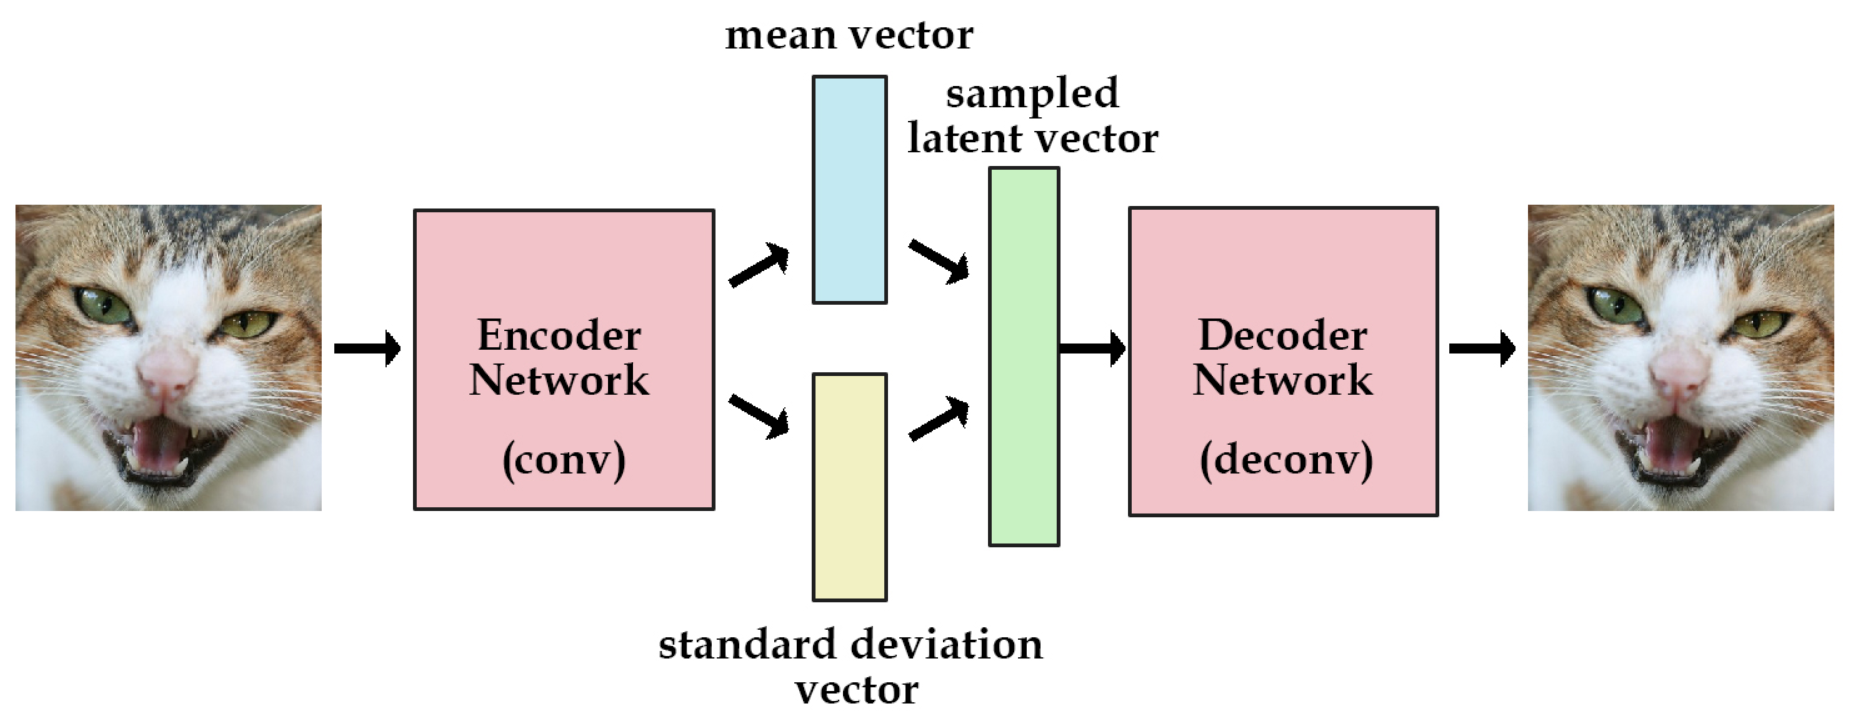 mean vector
sampled
latent vector
Encoder
Network
(conv)
Decoder
Network
(deconv)
standard deviation
vector